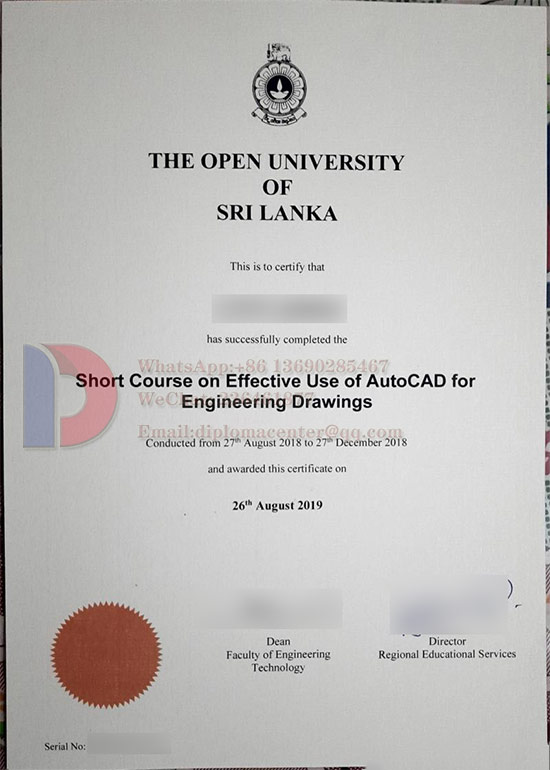 THE OPEN UNIVERSITY
OF
SRI LANKA
This is to certify that
has successfully completed the
WhatsApp:+86 13690285467
Short Course on Effective Use of AutoCAD for
WeChat:
Engineering Drawings
Email:diplomacenter@qq.com
Conducted from 27th August 2018 to 27th December 2018
and awarded this certificate on
26th August 2019
Dean
Faculty of Engineering
Technology
Director
Regional Educational Services
Serial No: